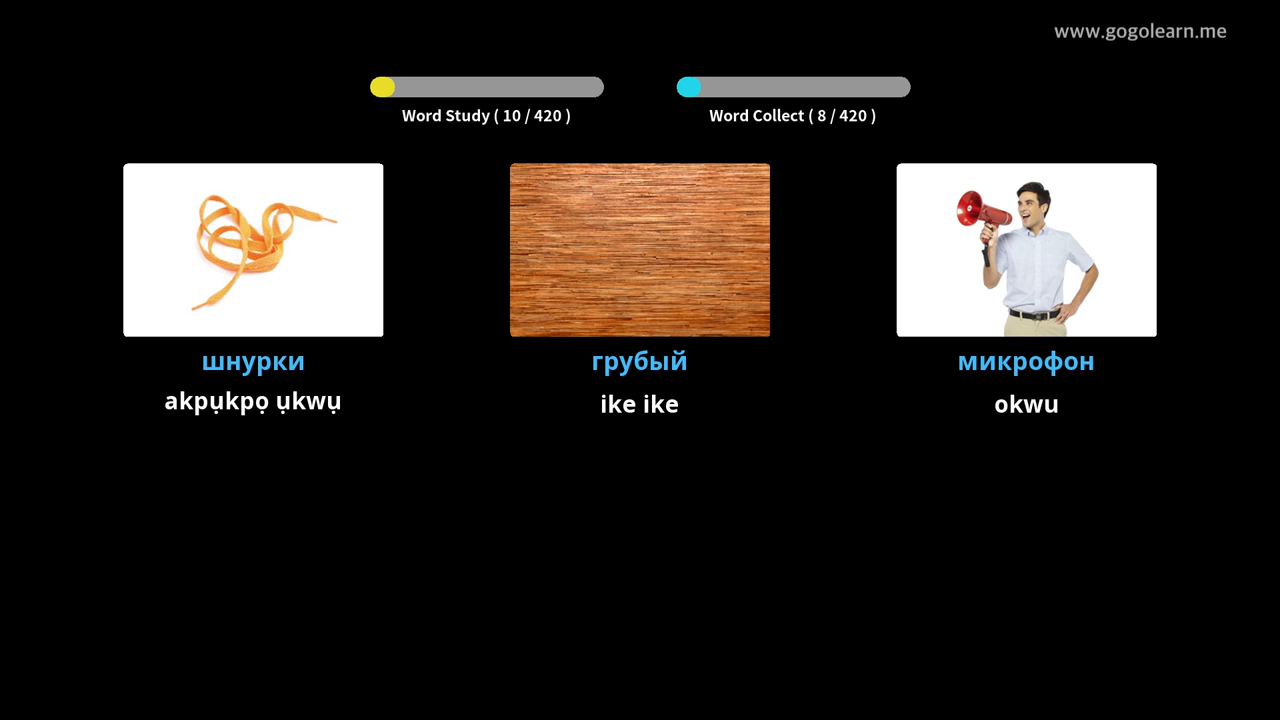 www.gogolearn.me
Word Study ( 10 / 420 )
Word Collect ( 8 / 420 )
шнурки
грубый
микрофон
akpụkpọ ụkwụ
ike ike
okwu